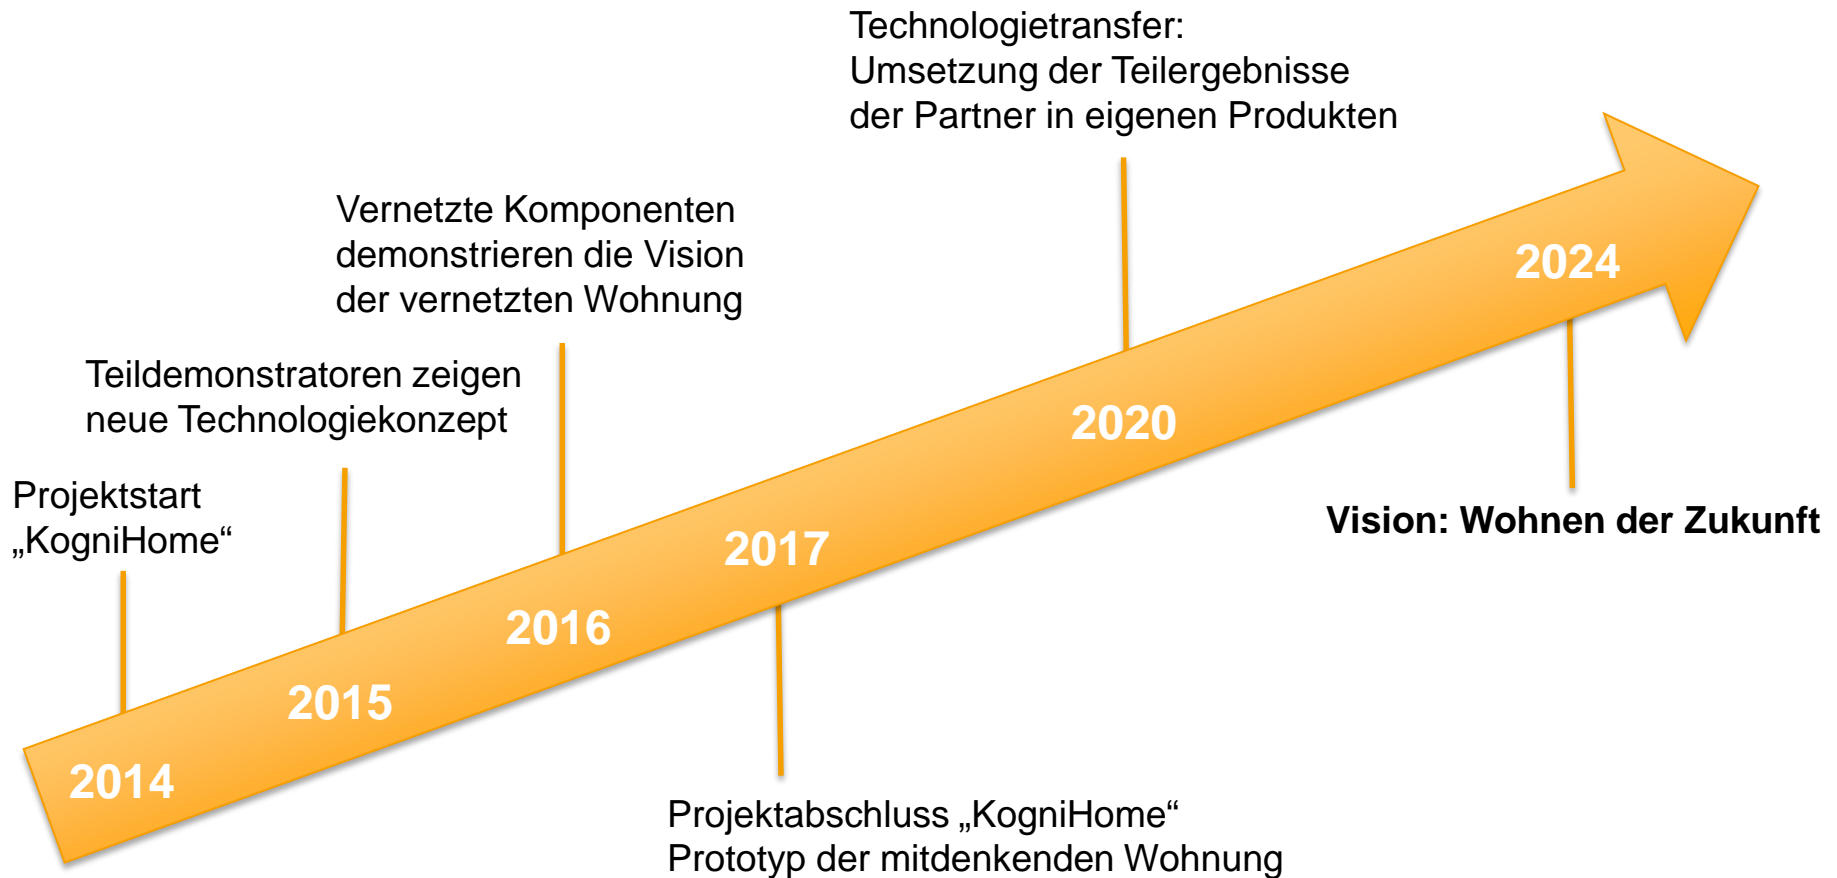 Technologietransfer:
Umsetzung der Teilergebnisse
der Partner in eigenen Produkten
Vernetzte Komponenten
demonstrieren die Vision
der vernetzten Wohnung
Teildemonstratoren zeigen
neue Technologiekonzept
Projektstart
„KogniHome“
2014
2015
2016
2017
2020
2024
Vision: Wohnen der Zukunft
Projektabschluss „KogniHome“
Prototyp der mitdenkenden Wohnung